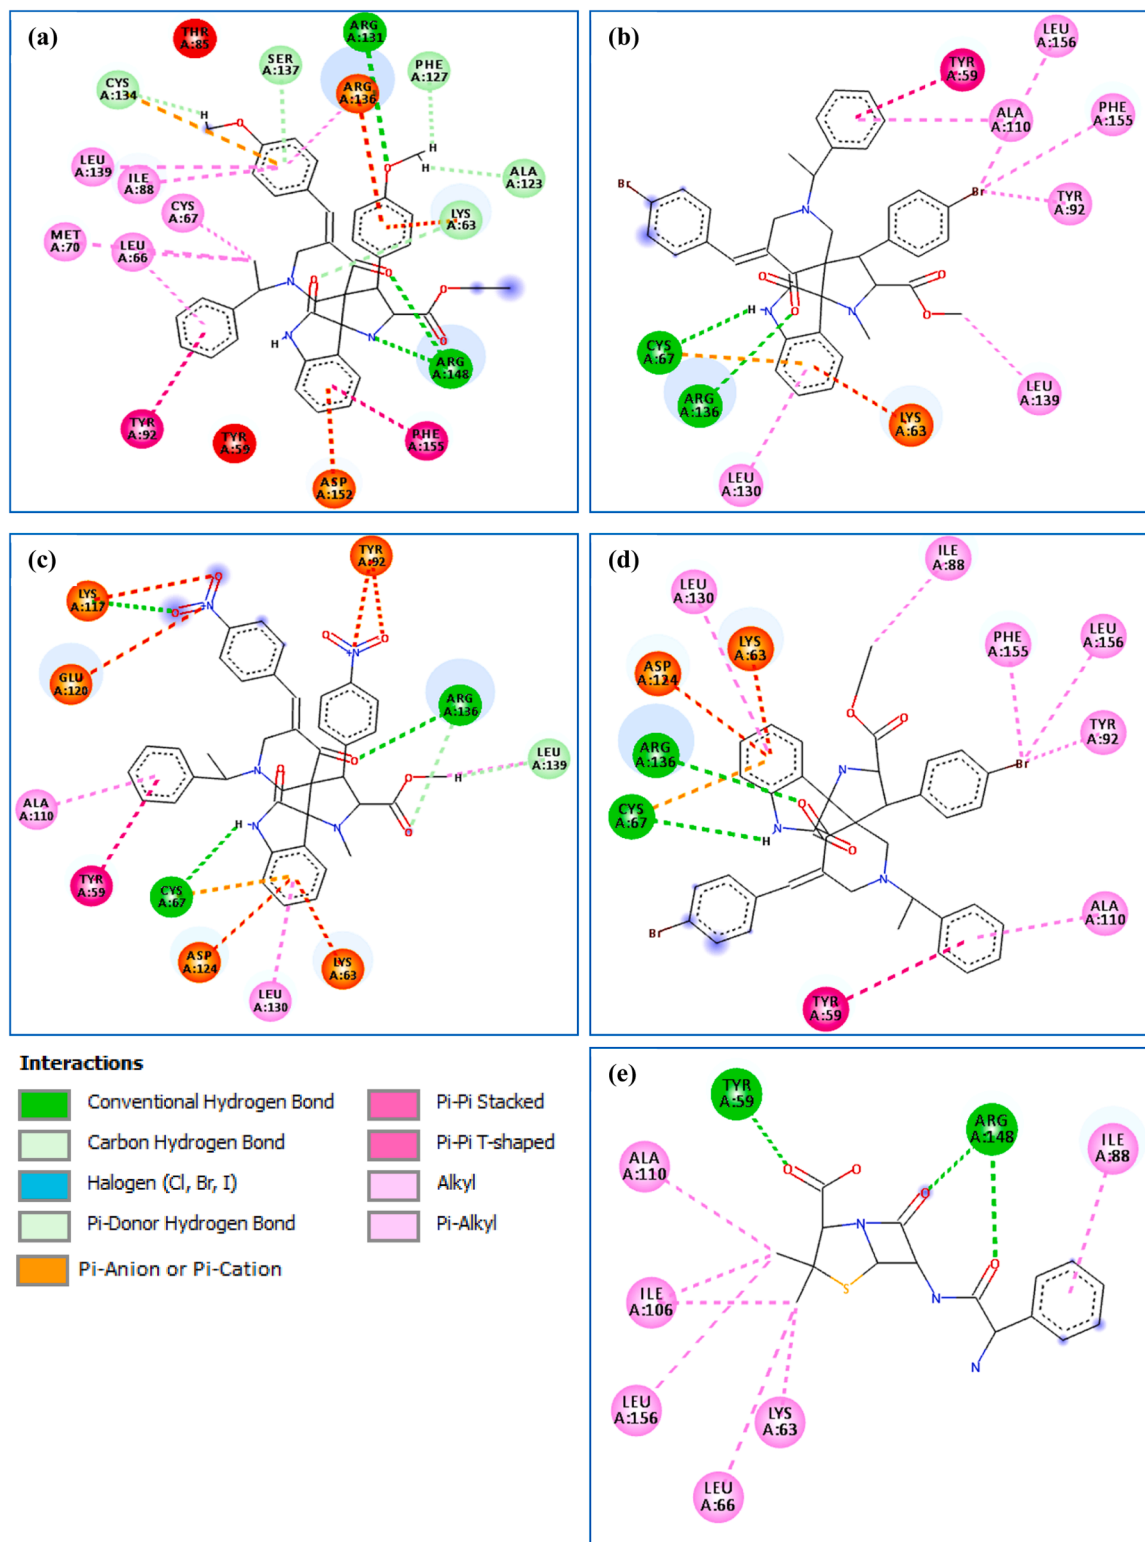 (a)
THR
A:85
ARG
A:131
SER
A:137
PHE
A:127
CYS
A:134
ARG
A:136
H
O
H
O
H
LEU
A:139
ILE
A:88
ALA
A:123
CYS
A:67
LYS
A:63
MET
A:70
LEU
A:66
N
O
O
O
O
N
H
N
ARG
A:148
TYR
A:92
TYR
A:59
PHE
A:155
ASP
A:152
(b)
LEU
A:156
TYR
A:59
ALA
A:110
PHE
A:155
Br
Br
TYR
A:92
N
O
O
H
N
O
N
O
CYS
A:67
ARG
A:136
LEU
A:139
LYS
A:63
LEU
A:130
(c)
TYR
A:92
LYS
A:117
O
O
N
+
O
N
+
O
GLU
A:120
ARG
A:136
LEU
A:139
O
N
O
O
H
ALA
A:110
H
N
O
N
TYR
A:59
CYS
A:67
ASP
A:124
LYS
A:63
LEU
A:130
(d)
ILE
A:88
LEU
A:130
LYS
A:63
PHE
A:155
LEU
A:156
ASP
A:124
O
O
TYR
A:92
ARG
A:136
N
Br
CYS
A:67
O
H
N
O
N
Br
ALA
A:110
TYR
A:59
Interactions
Conventional Hydrogen Bond
Pi-Pi Stacked
Carbon Hydrogen Bond
Pi-Pi T-shaped
Halogen (Cl, Br, I)
Alkyl
Pi-Donor Hydrogen Bond
Pi-Alkyl
Pi-Anion or Pi-Cation
(e)
TYR
A:59
ARG
A:148
ILE
A:88
ALA
A:110
O
O
O
N
O
S
N
ILE
A:106
N
LEU
A:156
LYS
A:63
LEU
A:66